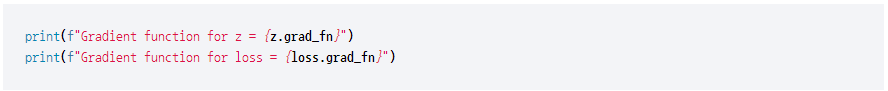 print(f"Gradient function for z = {z.grad_fn}")
print(f"Gradient function for loss = {loss.grad_fn}")